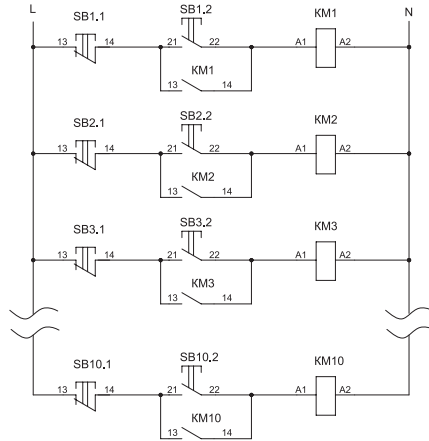 L N
SB1.1 SB1.2 KM1
13 14 21 22 A1 A2
KM1
13 14
SB2.1 SB2.2 KM2
13 14 21 22 A1 A2
KM2
13 14
SB3.1 SB3.2 KM3
13 14 21 22 A1 A2
KM3
13 14
SB10.1 SB10.2 KM10
13 14 21 22 A1 A2
KM10
13 14